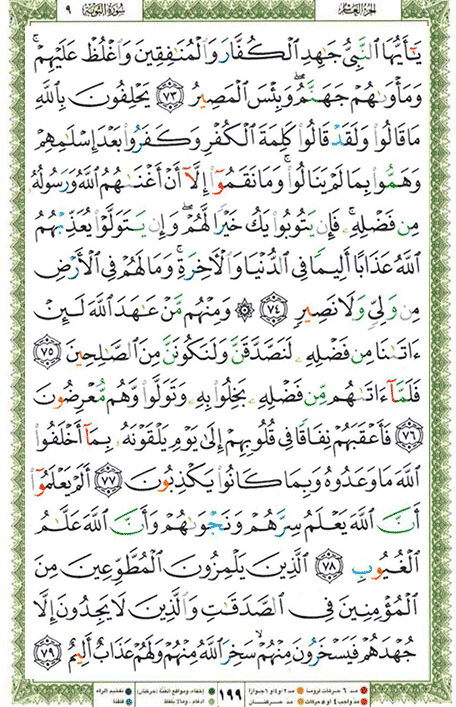 الجزء العاشر سورة التوبة ٩
يَـٰٓأَيُّهَا ٱلنَّبِيُّ جَـٰهِدِ ٱلۡكُفَّارَ وَٱلۡمُنَـٰفِقِينَ وَٱغۡلُظۡ عَلَيۡهِمۡۚ
وَمَأۡوَىٰهُمۡ جَهَنَّمُۖ وَبِئۡسَ ٱلۡمَصِيرُ ٧٣ يَحۡلِفُونَ بِٱللَّهِ
مَا قَالُواْ وَلَقَدۡ قَالُواْ كَلِمَةَ ٱلۡكُفۡرِ وَكَفَرُواْ بَعۡدَ إِسۡلَـٰمِهِمۡ
وَهَمُّواْ بِمَا لَمۡ يَنَالُواْۚ وَمَا نَقَمُوٓاْ إِلَّآ أَنۡ أَغۡنَىٰهُمُ ٱللَّهُ وَرَسُولُهُۥ
مِن فَضۡلِهِۦۚ فَإِن يَتُوبُواْ يَكُ خَيۡرًا لَّهُمۡۖ وَإِن يَتَوَلَّوۡاْ يُعَذِّبۡهُمُ
ٱللَّهُ عَذَابًا أَلِيمًا فِي ٱلدُّنۡيَا وَٱلۡأٓخِرَةِۚ وَمَا لَهُمۡ فِي ٱلۡأَرۡضِ
مِن وَلِيٍّ وَلَا نَصِيرٍ ٧٤ ۞ وَمِنۡهُم مَّنۡ عَـٰهَدَ ٱللَّهَ لَئِنۡ
ءَاتَىٰنَا مِن فَضۡلِهِۦ لَنَصَّدَّقَنَّ وَلَنَكُونَنَّ مِنَ ٱلصَّـٰلِحِينَ ٧٥
فَلَمَّآ ءَاتَىٰهُم مِّن فَضۡلِهِۦ بَخِلُواْ بِهِۦ وَتَوَلَّواْ وَّهُم مُّعۡرِضُونَ
٧٦ فَأَعۡقَبَهُمۡ نِفَاقًا فِي قُلُوبِهِمۡ إِلَىٰ يَوۡمِ يَلۡقَوۡنَهُۥ بِمَآ أَخۡلَفُواْ
ٱللَّهَ مَا وَعَدُوهُ وَبِمَا كَانُواْ يَكۡذِبُونَ ٧٧ أَلَمۡ يَعۡلَمُوٓاْ
أَنَّ ٱللَّهَ يَعۡلَمُ سِرَّهُمۡ وَنَجۡوَىٰهُمۡ وَأَنَّ ٱللَّهَ عَلَّـٰمُ
ٱلۡغُيُوبِ ٧٨ ٱلَّذِينَ يَلۡمِزُونَ ٱلۡمُطَّوِّعِينَ مِنَ
ٱلۡمُؤۡمِنِينَ فِي ٱلصَّدَقَـٰتِ وَٱلَّذِينَ لَا يَجِدُونَ إِلَّا
جُهۡدَهُمۡ فَيَسۡخَرُونَ مِنۡهُمۡ سَخِرَ ٱللَّهُ مِنۡهُمۡ وَلَهُمۡ عَذَابٌ أَلِيمٌ ٧٩
١٩٩